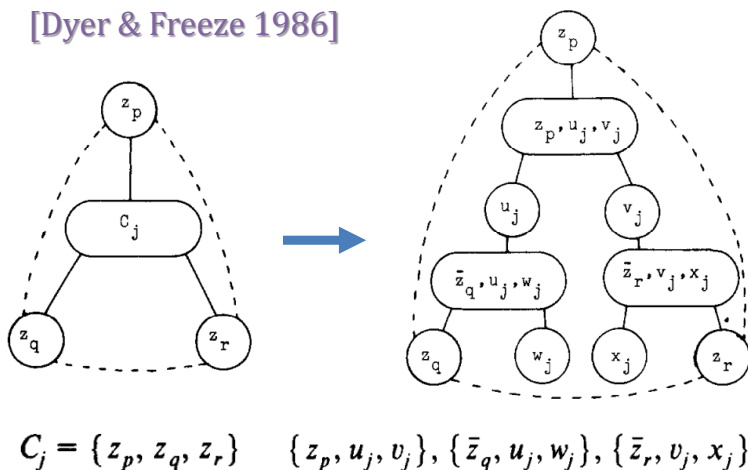 [Dyer & Freeze 1986]
z_p
C_j
z_q
z_r
z_p
z_p, u_j, v_j
u_j
v_j
z̄_q, u_j, w_j
z̄_r, v_j, x_j
z_q
w_j
x_j
z_r
C_j = {z_p, z_q, z_r} {z_p, u_j, v_j}, {z̄_q, u_j, w_j}, {z̄_r, v_j, x_j}